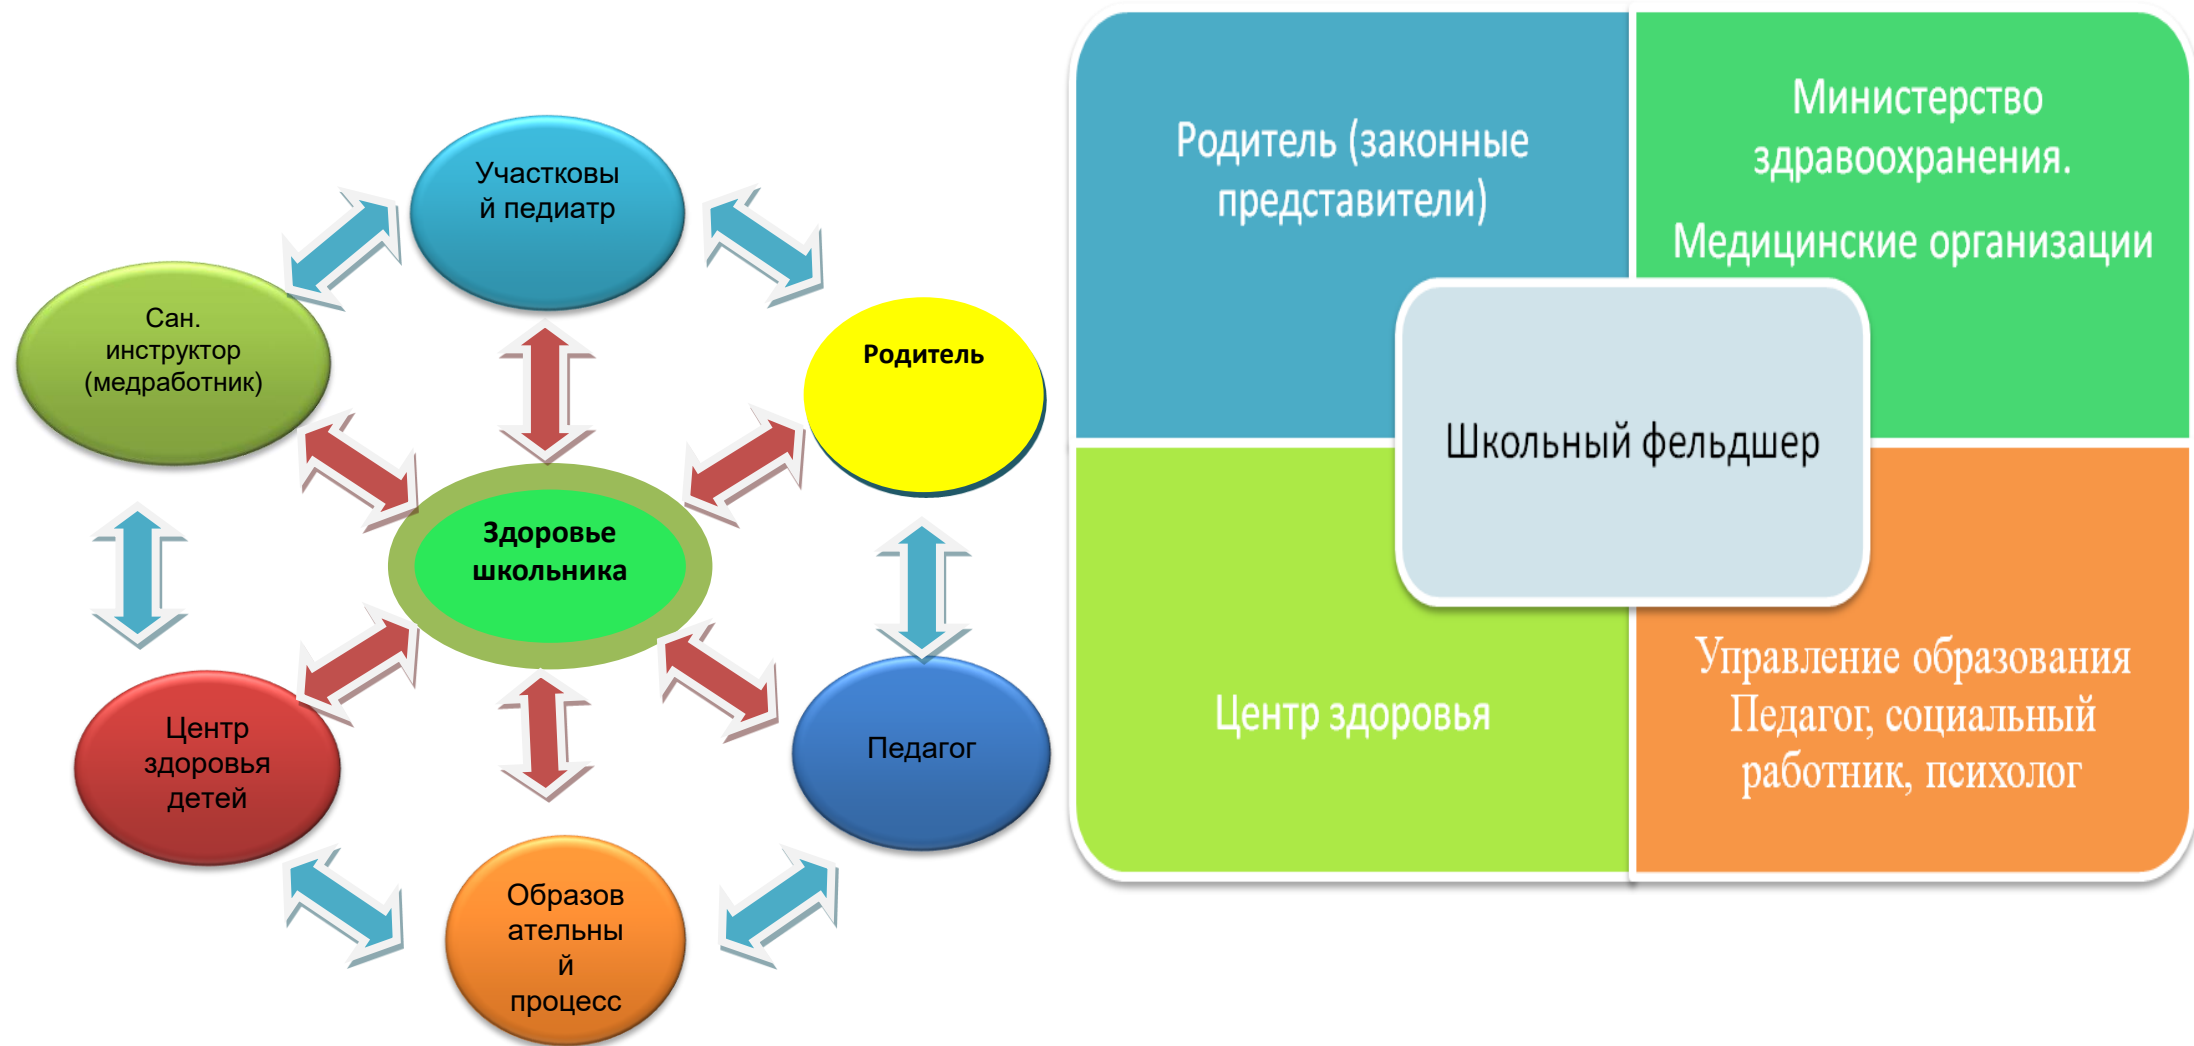 Участковы
й педиатр
Сан.
инструктор
(медработник)
Родитель
Здоровье
школьника
Центр
здоровья
детей
Педагог
Образов
ательны
й
процесс
Родитель (законные
представители)
Министерство
здравоохранения.
Медицинские организации
Школьный фельдшер
Центр здоровья
Управление образования
Педагог, социальный
работник, психолог